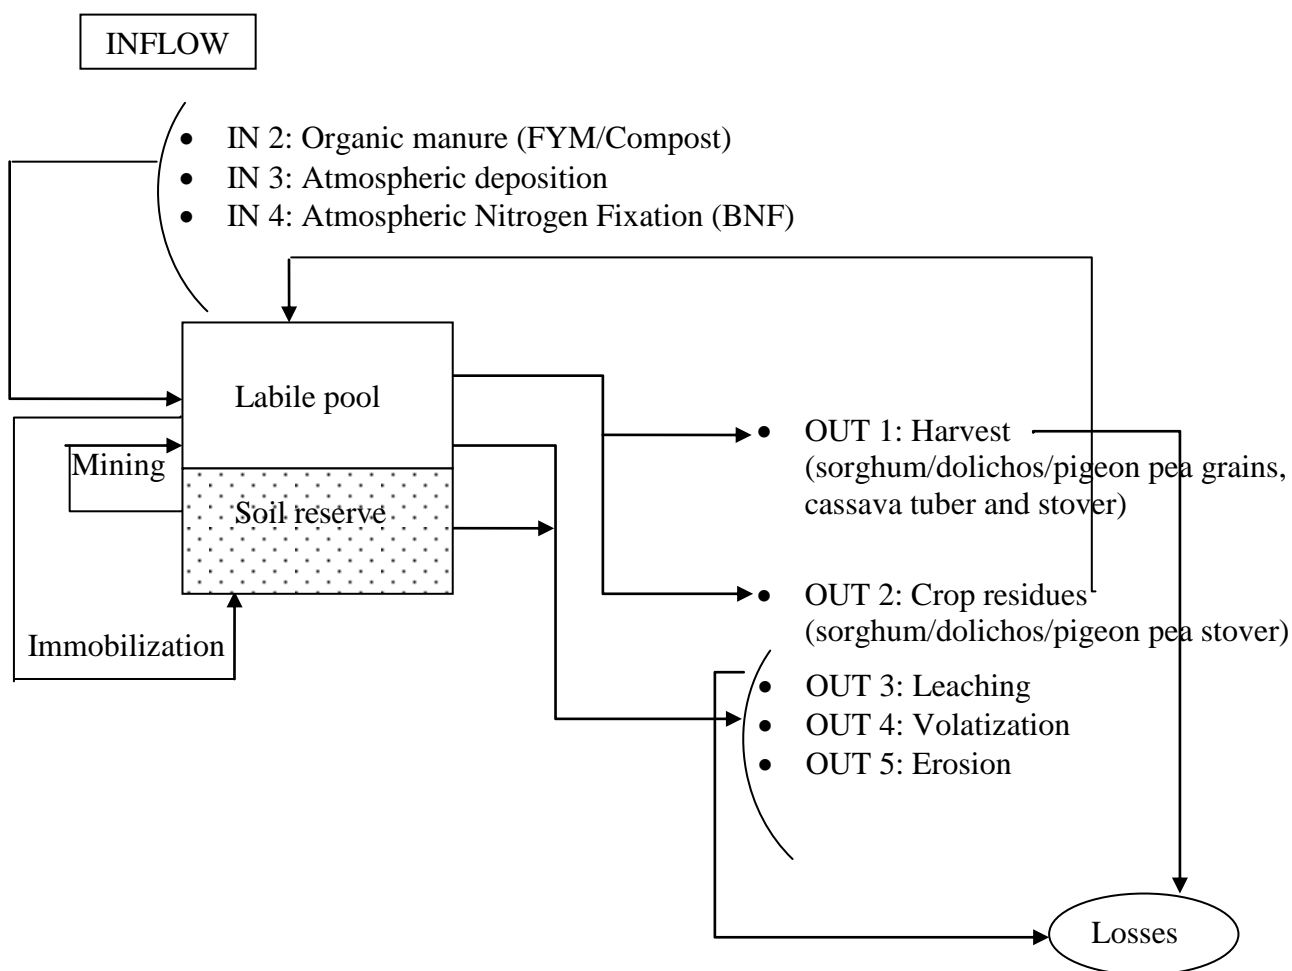 INFLOW
• IN 2: Organic manure (FYM/Compost)
• IN 3: Atmospheric deposition
• IN 4: Atmospheric Nitrogen Fixation (BNF)
Labile pool
Mining
Soil reserve
Immobilization
• OUT 1: Harvest
(sorghum/dolichos/pigeon pea grains,
cassava tuber and stover)
• OUT 2: Crop residues
(sorghum/dolichos/pigeon pea stover)
• OUT 3: Leaching
• OUT 4: Volatization
• OUT 5: Erosion
Losses